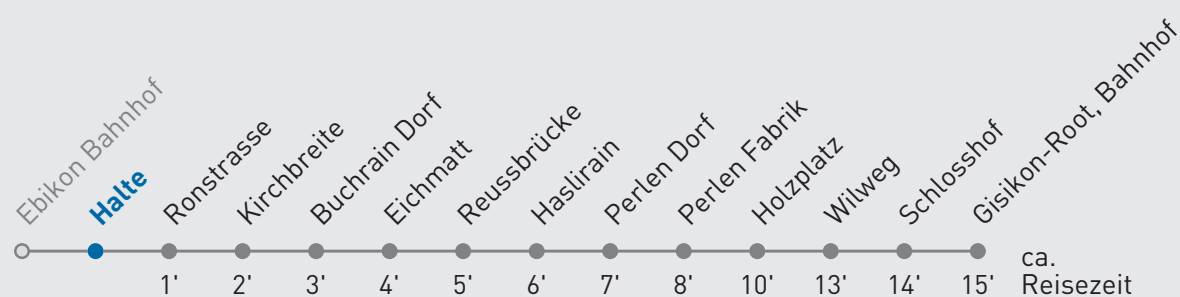 Ebikon Bahnhof
Halte
Ronstrasse
Kirchbreite
Buchrain Dorf
Eichmatt
Reussbrücke
Haslirain
Perlen Dorf
Perlen Fabrik
Holzplatz
Wilweg
Schlosshof
Gisikon-Root, Bahnhof
1' 2' 3' 4' 5' 6' 7' 8' 10' 13' 14' 15'
ca.
Reisezeit